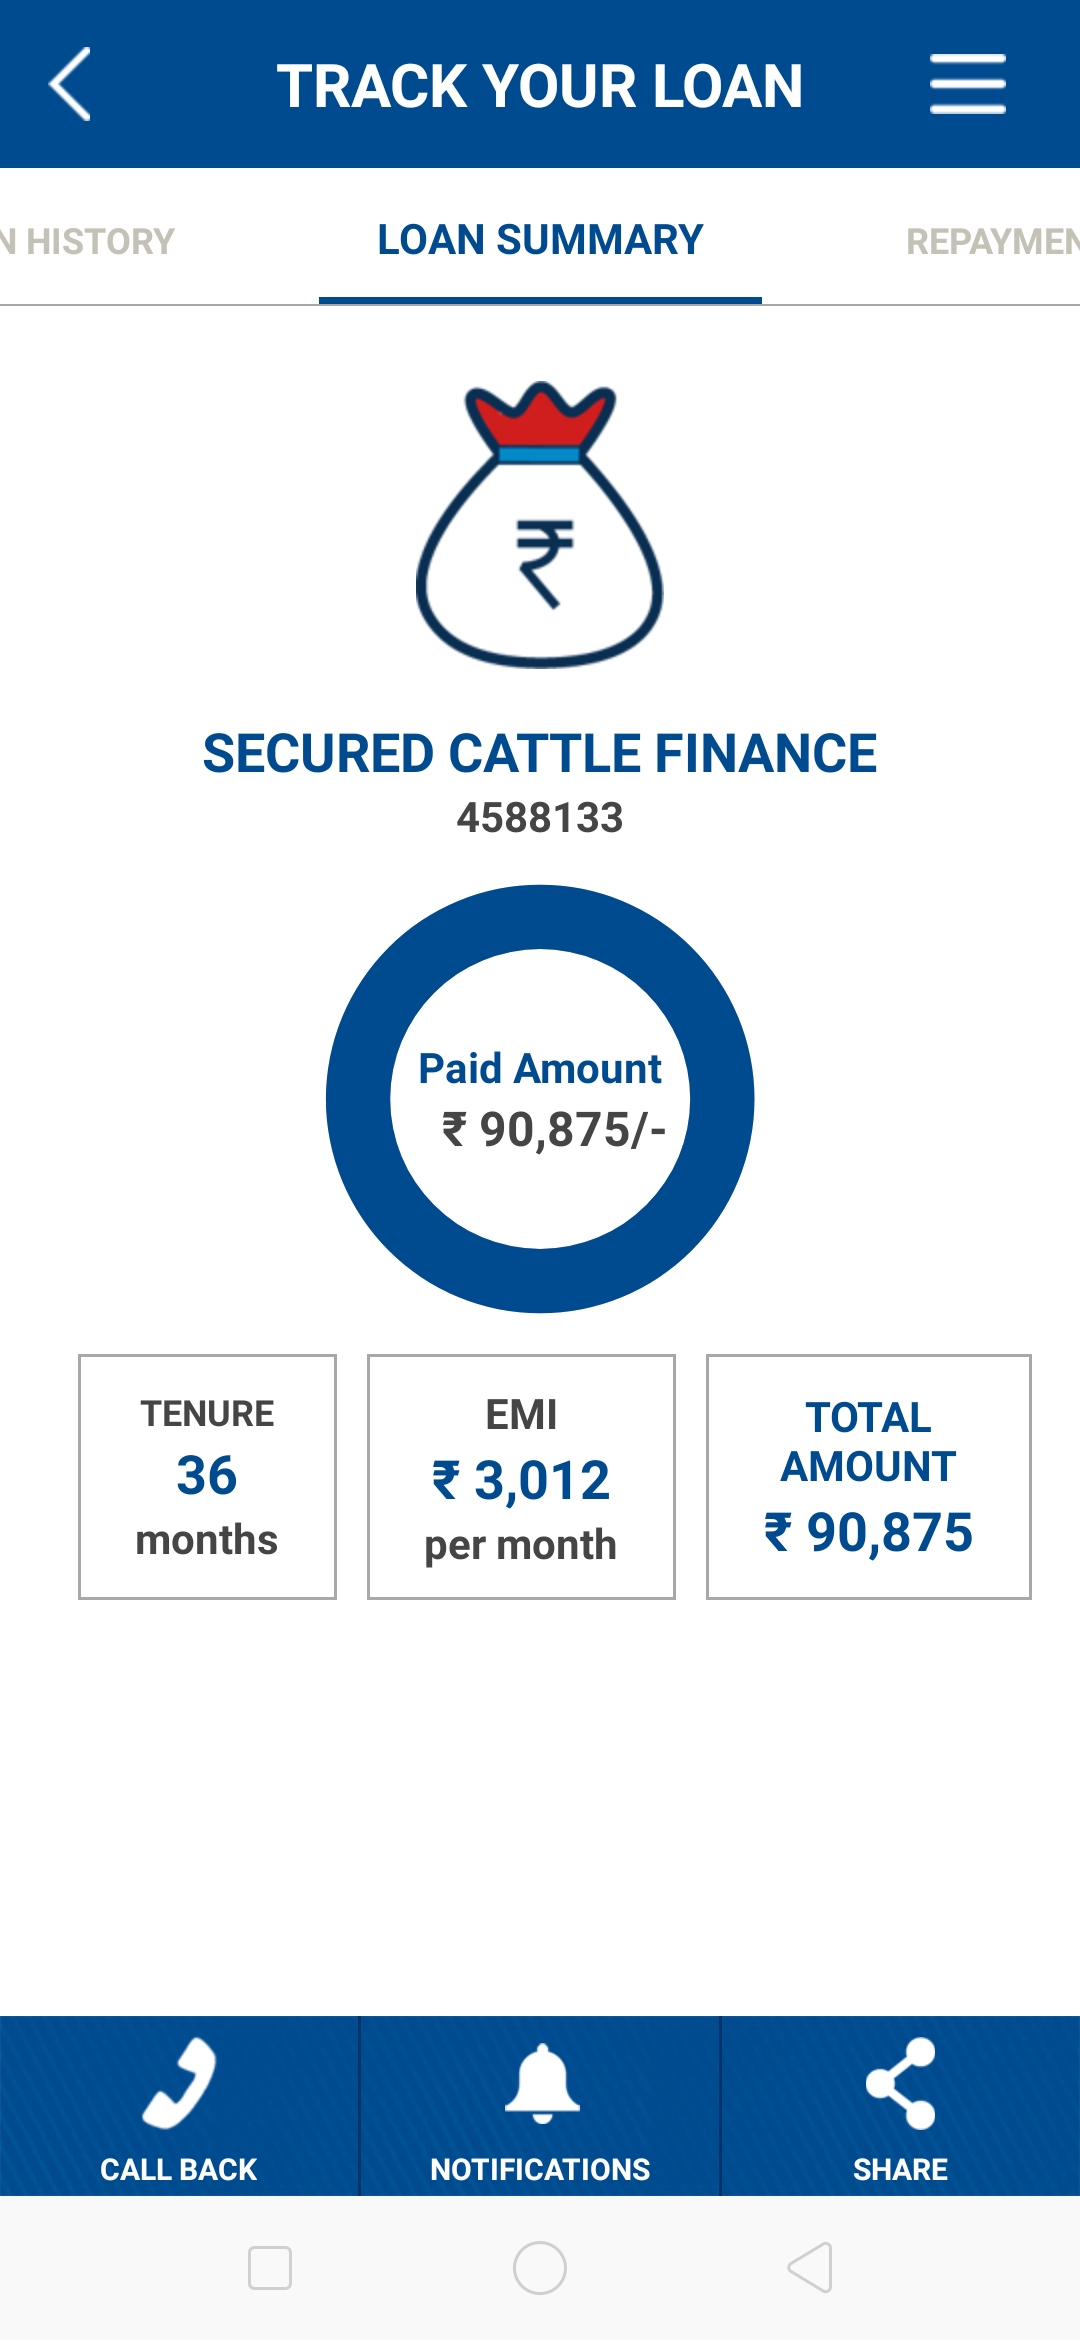 TRACK YOUR LOAN
N HISTORY
LOAN SUMMARY
REPAYMEN
₹
SECURED CATTLE FINANCE
4588133
Paid Amount
₹ 90,875/-
TENURE
36
months
EMI
₹ 3,012
per month
TOTAL
AMOUNT
₹ 90,875
CALL BACK
NOTIFICATIONS
SHARE